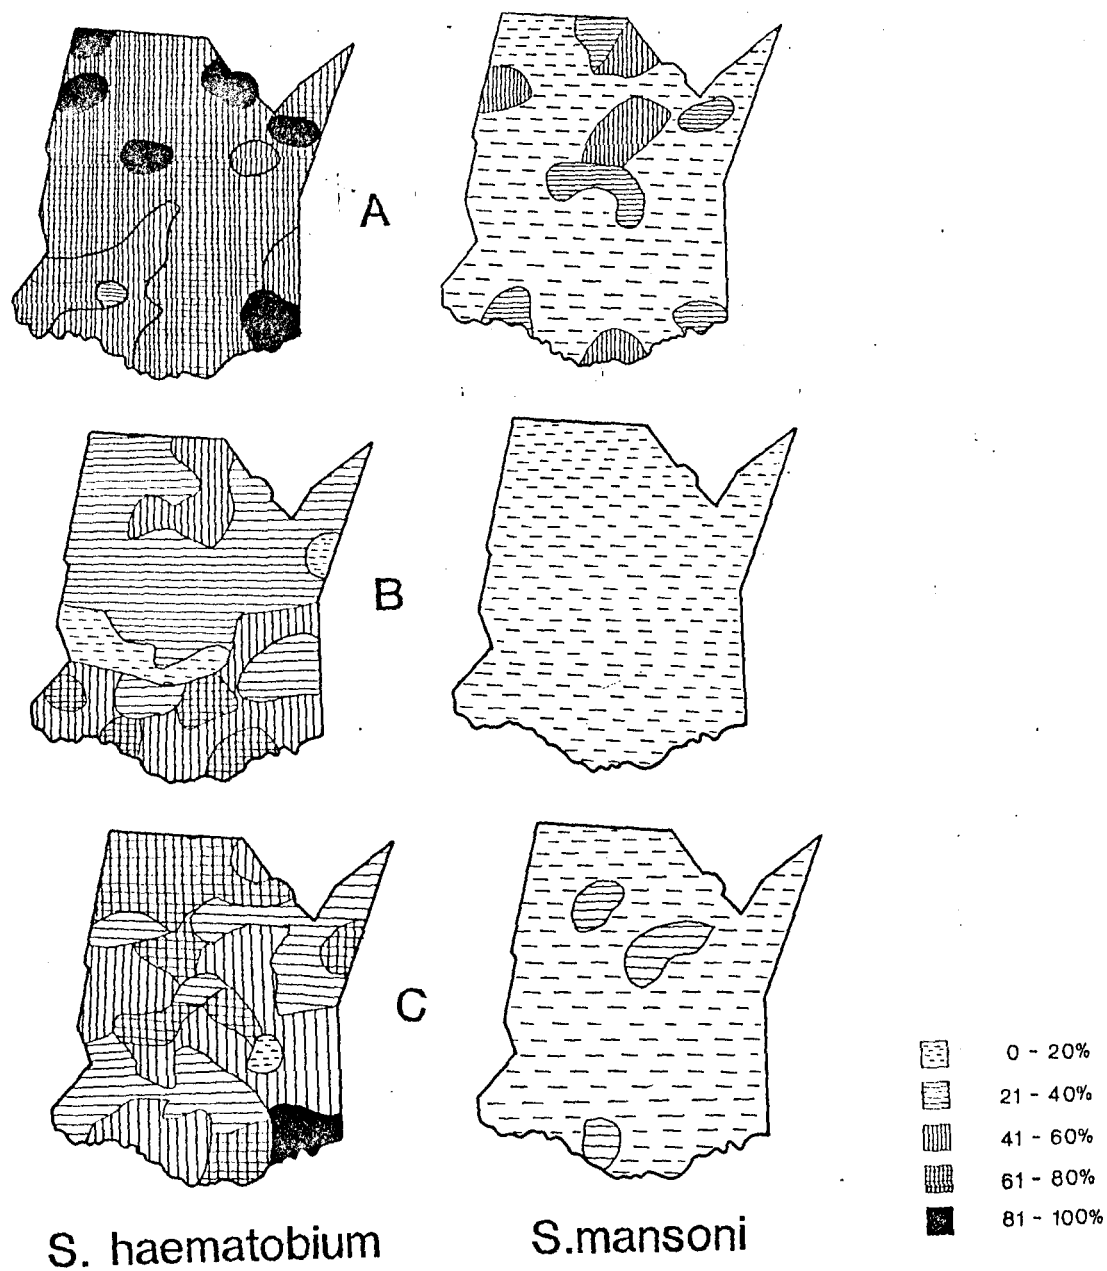 A
B
C
0 - 20%
21 - 40%
41 - 60%
61 - 80%
81 - 100%
S. haematobium
S.mansoni